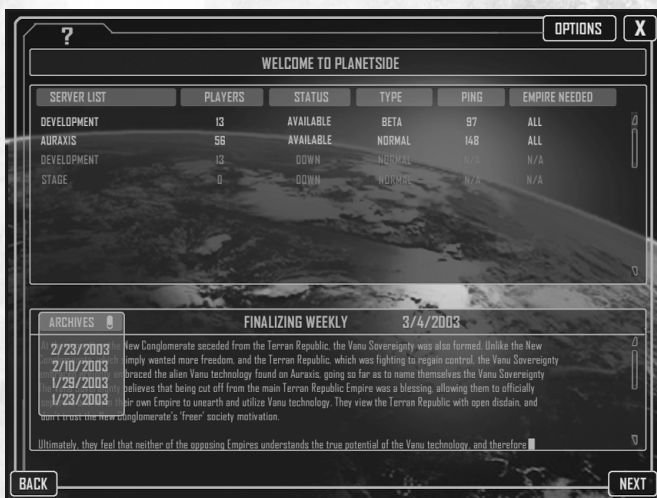 ?
OPTIONS X
WELCOME TO PLANETSIDE
SERVER LIST PLAYERS STATUS TYPE PING EMPIRE NEEDED
DEVELOPMENT 13 AVAILABLE BETA 97 ALL
AURAXIS 56 AVAILABLE NORMAL 148 ALL
DEVELOPMENT 13 DOWN NORMAL N/A N/A
STAGE 0 DOWN NORMAL N/A N/A
ARCHIVES FINALIZING WEEKLY 3/4/2003
2/23/2003
2/10/2003
1/29/2003
1/23/2003
New Conglomerate seceded from the Terran Republic, the Vanu Sovereignty was also formed. Unlike the New
simply wanted more freedom, and the Terran Republic, which was fighting to regain control, the Vanu Sovereignty
embraced the alien Vanu technology found on Auraxis, going so far as to name themselves the Vanu Sovereignty
believes that being cut off from the main Terran Republic Empire was a blessing, allowing them to officially
their own Empire to unearth and utilize Vanu technology. They view the Terran Republic with open disdain, and
don't trust the New Conglomerate's 'freer' society motivation.
Ultimately, they feel that neither of the opposing Empires understands the true potential of the Vanu technology, and therefore
BACK NEXT